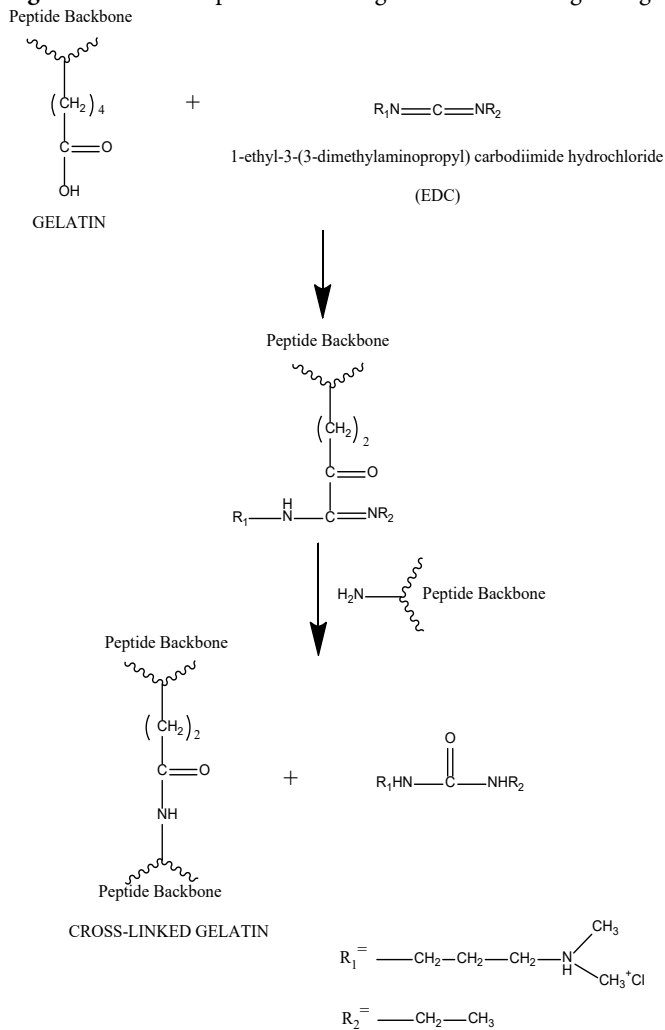 Peptide Backbone
(CH2)4
+
R1N=C=NR2
C=O
1-ethyl-3-(3-dimethylaminopropyl) carbodiimide hydrochloride
OH
(EDC)
GELATIN
Peptide Backbone
(CH2)2
C=O
R1—N—C=NR2
H
H2N— Peptide Backbone
Peptide Backbone
(CH2)2
O
C=O
+
R1HN—C—NHR2
NH
Peptide Backbone
CROSS-LINKED GELATIN
CH3
R1= —CH2—CH2—CH2—N
H
CH3+Cl
R2= —CH2—CH3